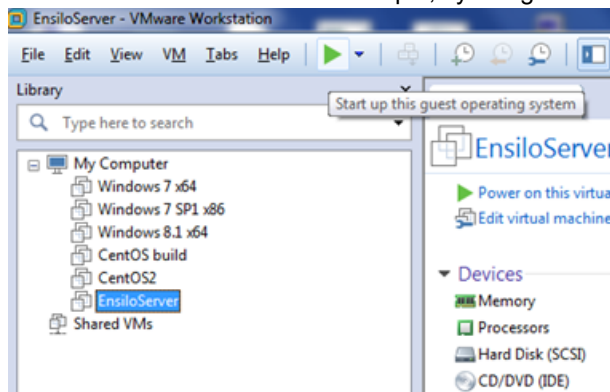 EnsiloServer - VMware Workstation
File Edit View VM Tabs Help
Library
Start up this guest operating system
Type here to search
EnsiloServer
My Computer
Windows 7 x64
Power on this
Windows 7 SP1 x86
Edit virtual machine
Windows 8.1 x64
CentOS build
CentOS2
Devices
EnsiloServer
Memory
Shared VMs
Processors
Hard Disk (SCSI)
CD/DVD (IDE)